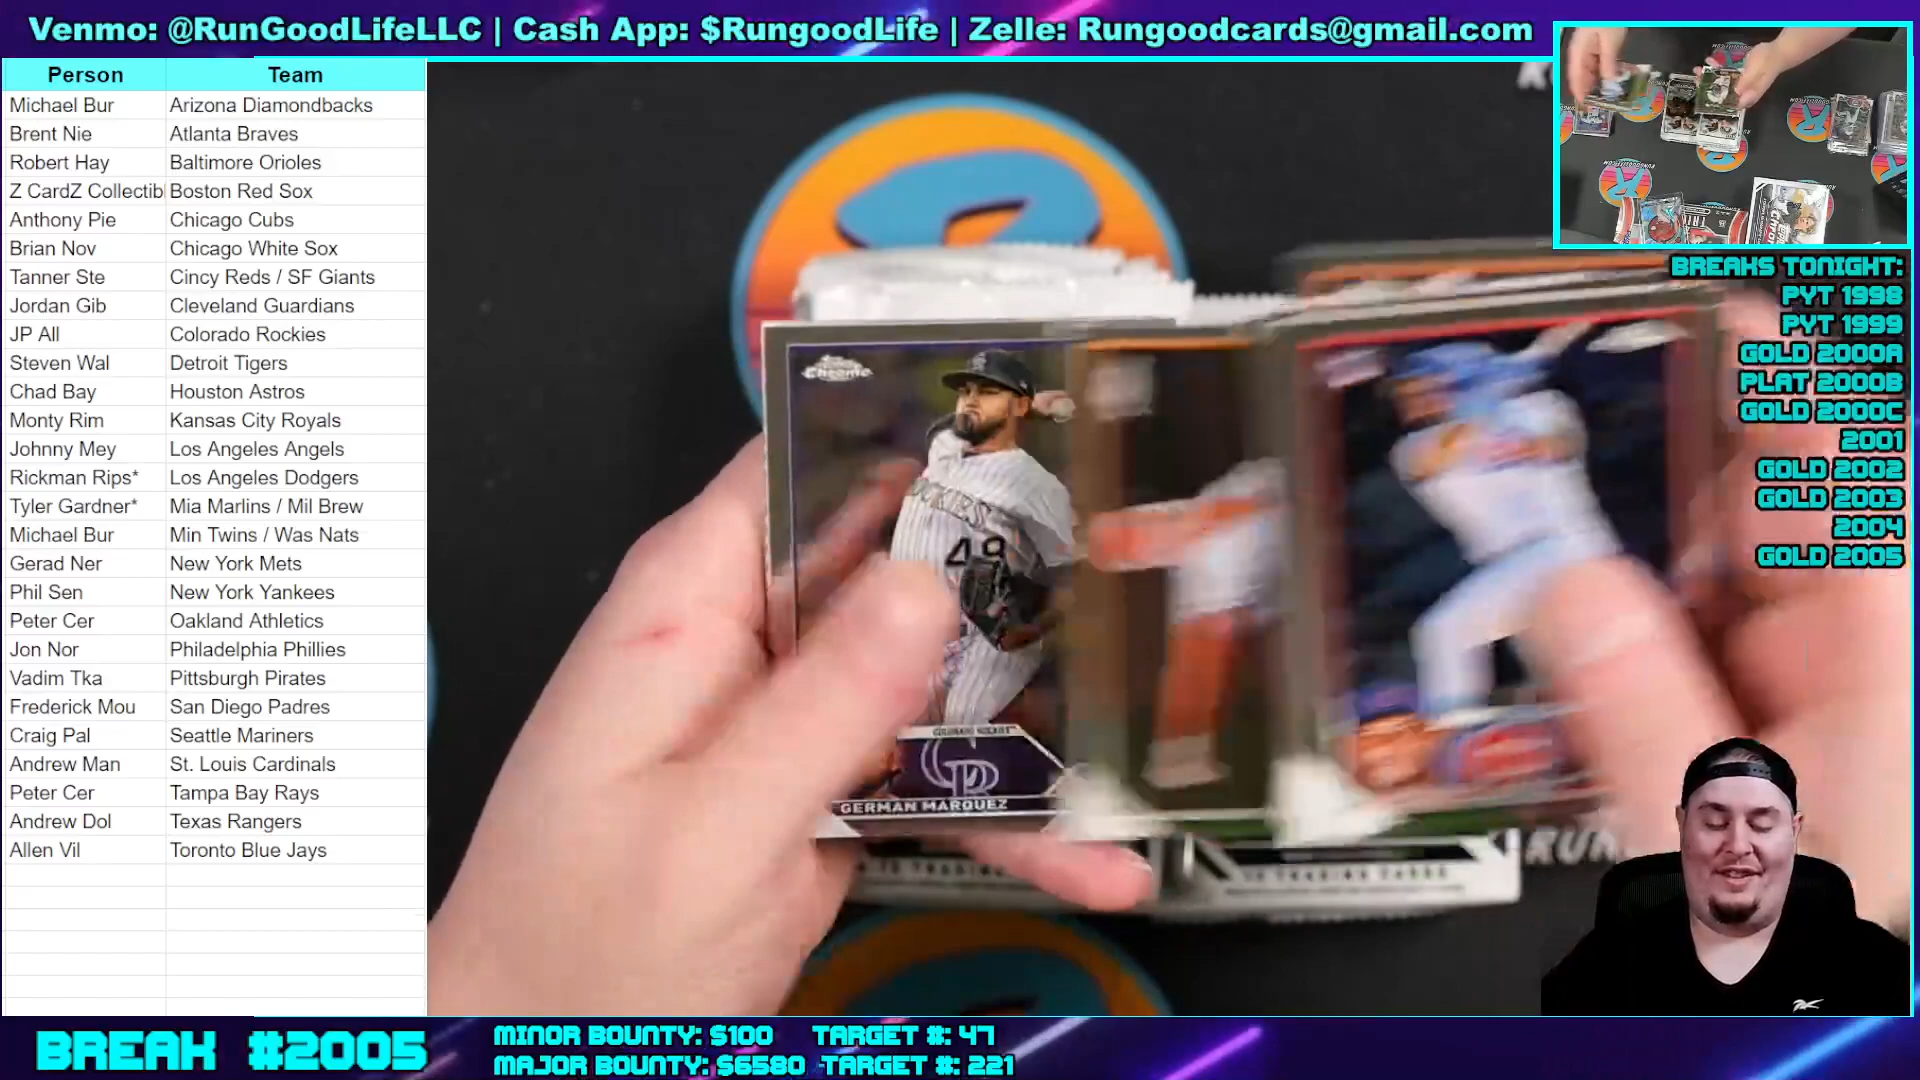 Venmo: @RunGoodLifeLLC | Cash App: $RungoodLife | Zelle: Rungoodcards@gmail.com
Person Team
Michael Bur Arizona Diamondbacks
Brent Nie Atlanta Braves
Robert Hay Baltimore Orioles
Z CardZ Collectib Boston Red Sox
Anthony Pie Chicago Cubs
Brian Nov Chicago White Sox
Tanner Ste Cincy Reds / SF Giants
Jordan Gib Cleveland Guardians
JP All Colorado Rockies
Steven Wal Detroit Tigers
Chad Bay Houston Astros
Monty Rim Kansas City Royals
Johnny Mey Los Angeles Angels
Rickman Rips* Los Angeles Dodgers
Tyler Gardner* Mia Marlins / Mil Brew
Michael Bur Min Twins / Was Nats
Gerad Ner New York Mets
Phil Sen New York Yankees
Peter Cer Oakland Athletics
Jon Nor Philadelphia Phillies
Vadim Tka Pittsburgh Pirates
Frederick Mou San Diego Padres
Craig Pal Seattle Mariners
Andrew Man St. Louis Cardinals
Peter Cer Tampa Bay Rays
Andrew Dol Texas Rangers
Allen Vil Toronto Blue Jays
BREAKS TONIGHT:
PYT 1998
PYT 1999
GOLD 2000A
PLAT 2000B
GOLD 2000C
2001
GOLD 2002
GOLD 2003
2004
GOLD 2005
Chrome
49
COLORADO ROCKIES
CR
GERMAN MARQUEZ
TRADING CARDS
RUN
BREAK #2005
MINOR BOUNTY: $100 TARGET #: 47
MAJOR BOUNTY: $6580 -TARGET #: 221